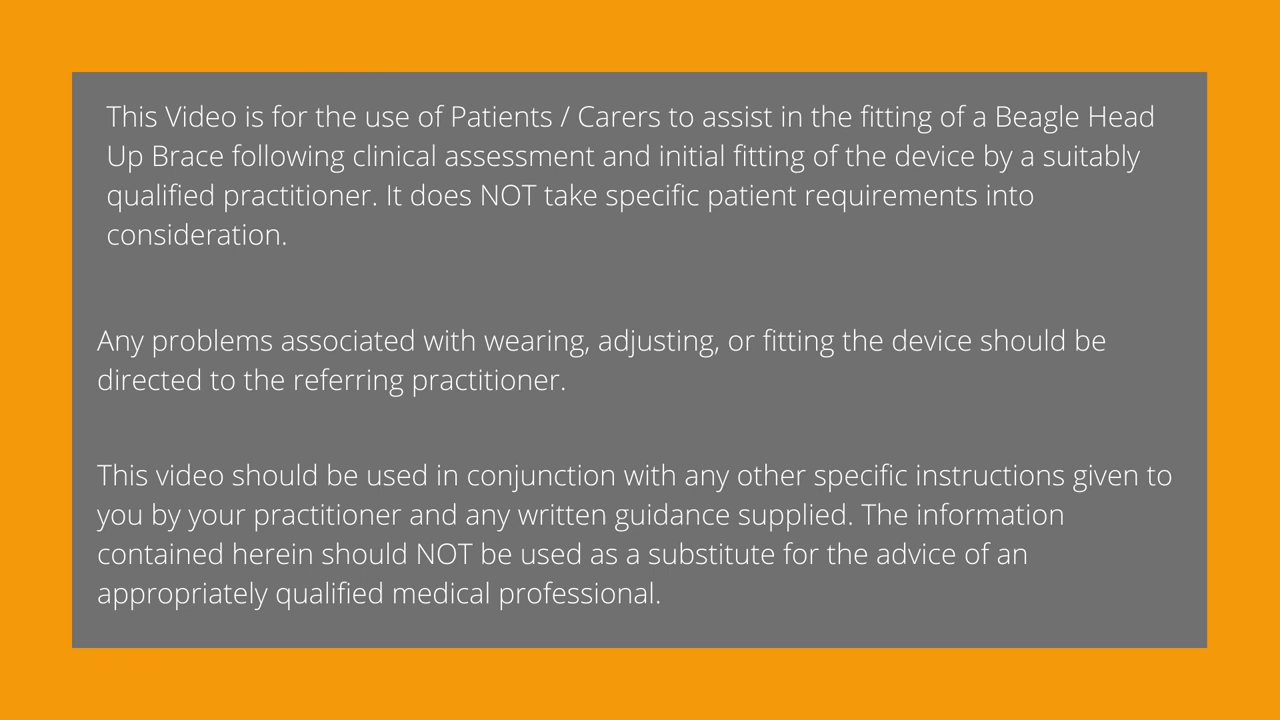 This Video is for the use of Patients / Carers to assist in the fitting of a Beagle Head
Up Brace following clinical assessment and initial fitting of the device by a suitably
qualified practitioner. It does NOT take specific patient requirements into
consideration.
Any problems associated with wearing, adjusting, or fitting the device should be
directed to the referring practitioner.
This video should be used in conjunction with any other specific instructions given to
you by your practitioner and any written guidance supplied. The information
contained herein should NOT be used as a substitute for the advice of an
appropriately qualified medical professional.